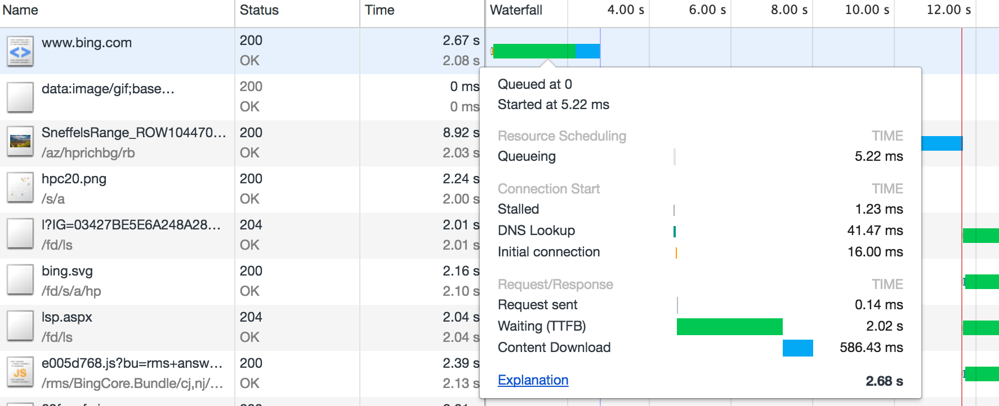 Name Status Time Waterfall 4.00 s 6.00 s 8.00 s 10.00 s 12.00 s
www.bing.com 200 2.67 s
OK 2.08 s
data:image/gif;base… 200 0 ms
OK 0 ms
SneffelsRange_ROW104470… 200 8.92 s
/az/hprichbg/rb OK 2.03 s
hpc20.png 200 2.24 s
/s/a OK 2.00 s
l?IG=03427BE5E6A248A28… 204 2.01 s
/fd/ls OK 2.01 s
bing.svg 200 2.16 s
/fd/s/a/hp OK 2.10 s
lsp.aspx 204 2.04 s
/fd/ls OK 2.04 s
JS
e005d768.js?bu=rms+answ… 200 2.39 s
/rms/BingCore.Bundle/cj,nj/… OK 2.13 s
Queued at 0
Started at 5.22 ms
Resource Scheduling TIME
Queueing 5.22 ms
Connection Start TIME
Stalled 1.23 ms
DNS Lookup 41.47 ms
Initial connection 16.00 ms
Request/Response TIME
Request sent 0.14 ms
Waiting (TTFB) 2.02 s
Content Download 586.43 ms
Explanation 2.68 s